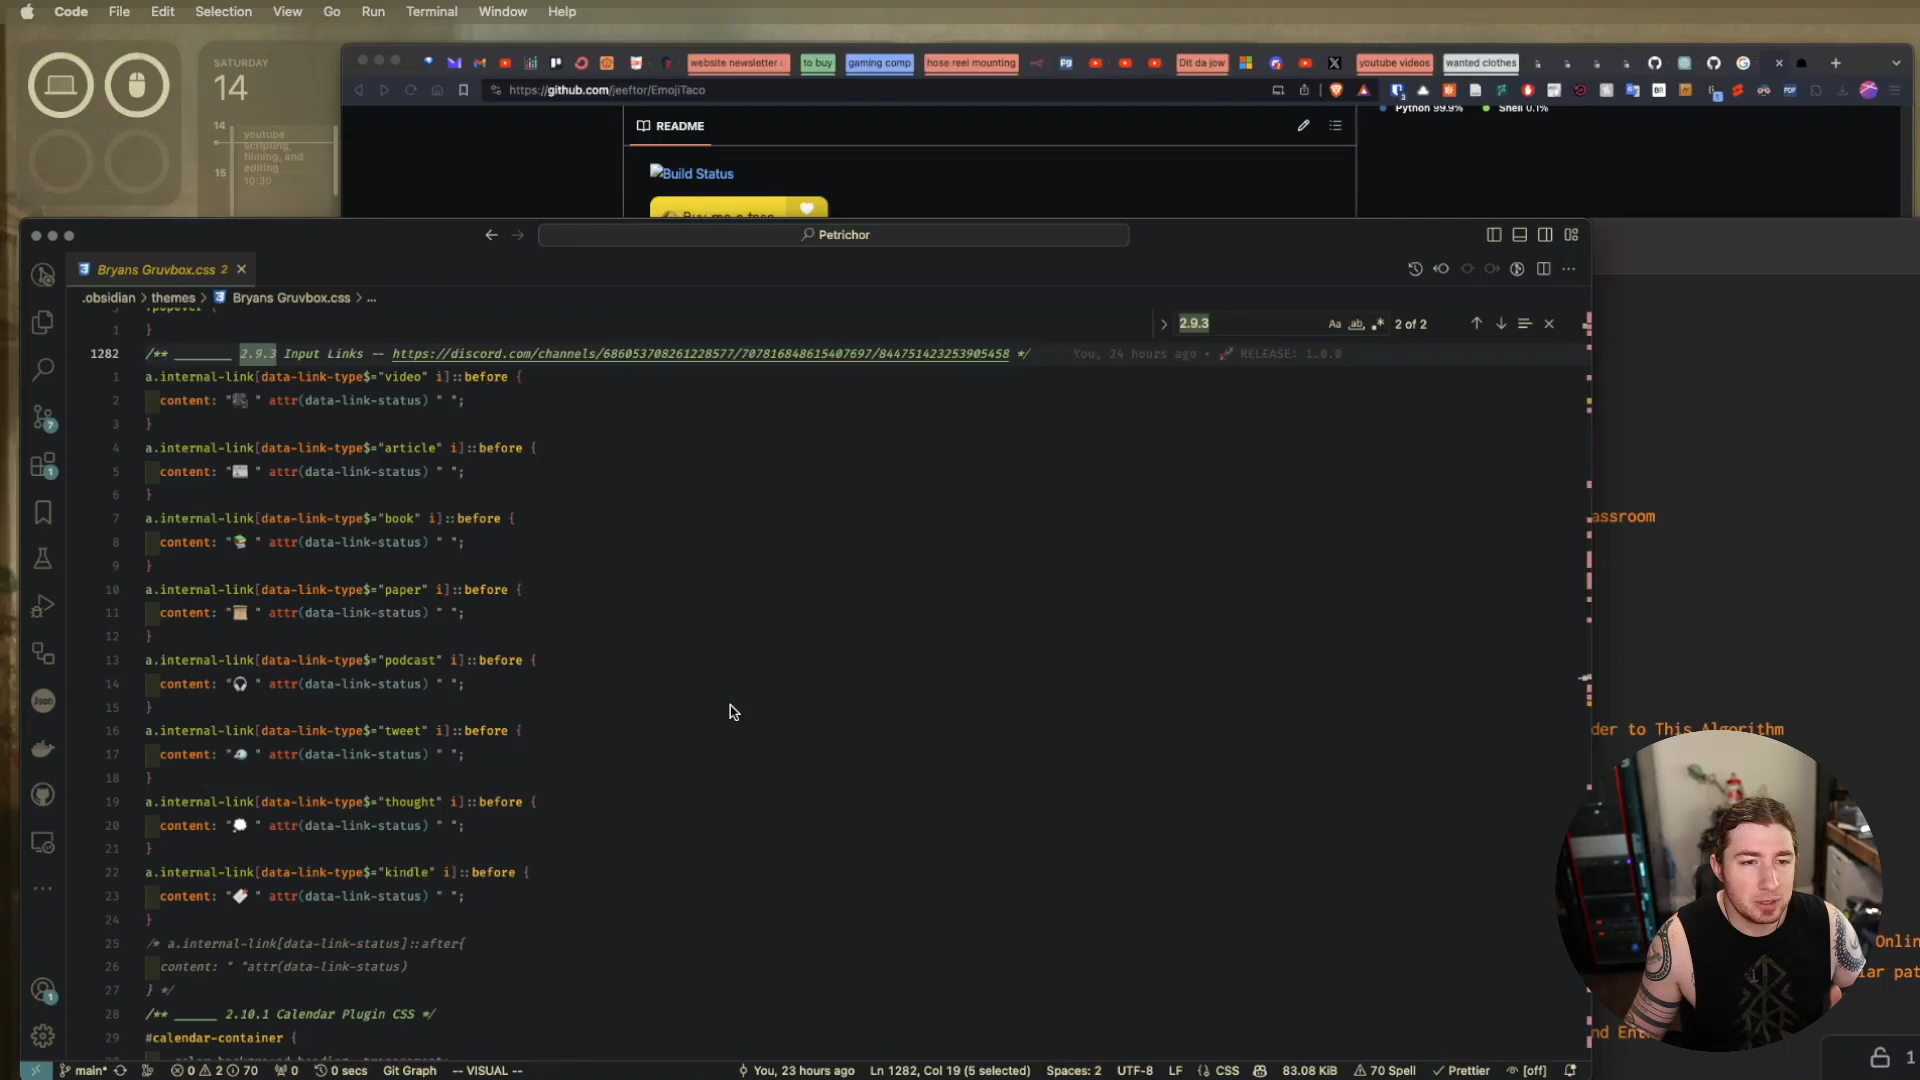 Code File Edit Selection View Go Run Terminal Window Help
SATURDAY
14
14
youtube
scripting,
filming, and
editing
10:30
15
website newsletter
to buy
gaming comp
hose reel mounting
Dit da jow
youtube videos
wanted clothes
https://github.com/jeeftor/EmojiTaco
Python 99.9% Shell 0.1%
README
Build Status
Buy me a taco
Petrichor
Bryans Gruvbox.css 2
.obsidian > themes > Bryans Gruvbox.css > ...
2.9.3
Aa ab 2 of 2
.popover {
1 }
1282 /** ______ 2.9.3 Input Links -- https://discord.com/channels/686053708261228577/707816848615407697/844751423253905458 */ You, 24 hours ago • 🚀 RELEASE: 1.0.0
1 a.internal-link[data-link-type$="video" i]::before {
2 content: "🎥 " attr(data-link-status) " ";
3 }
4 a.internal-link[data-link-type$="article" i]::before {
5 content: "📰 " attr(data-link-status) " ";
6 }
7 a.internal-link[data-link-type$="book" i]::before {
8 content: "📚 " attr(data-link-status) " ";
9 }
10 a.internal-link[data-link-type$="paper" i]::before {
11 content: "📜 " attr(data-link-status) " ";
12 }
13 a.internal-link[data-link-type$="podcast" i]::before {
14 content: "🎧 " attr(data-link-status) " ";
15 }
16 a.internal-link[data-link-type$="tweet" i]::before {
17 content: "🐦 " attr(data-link-status) " ";
18 }
19 a.internal-link[data-link-type$="thought" i]::before {
20 content: "💭 " attr(data-link-status) " ";
21 }
22 a.internal-link[data-link-type$="kindle" i]::before {
23 content: "🔖 " attr(data-link-status) " ";
24 }
25 /* a.internal-link[data-link-status]::after{
26 content: " "attr(data-link-status)
27 } */
28 /** ______ 2.10.1 Calendar Plugin CSS */
29 #calendar-container {
assroom
der to This Algorithm
Onlin
lar pat
nd Ent
7
1
Json
1
main* 0 2 70 0 0 secs Git Graph -- VISUAL -- You, 23 hours ago Ln 1282, Col 19 (5 selected) Spaces: 2 UTF-8 LF {} CSS 83.08 KiB 70 Spell Prettier [off]
1